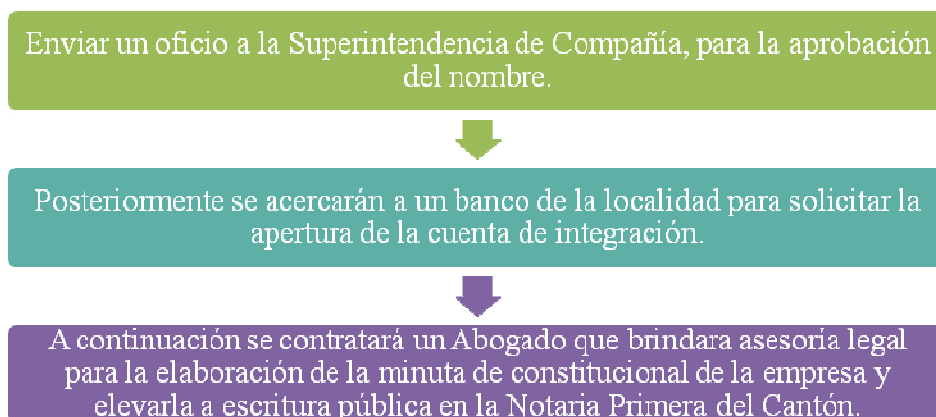 Enviar un oficio a la Superintendencia de Compañía, para la aprobación
del nombre.
Posteriormente se acercarán a un banco de la localidad para solicitar la
apertura de la cuenta de integración.
A continuación se contratará un Abogado que brindara asesoría legal
para la elaboración de la minuta de constitucional de la empresa y
elevarla a escritura pública en la Notaria Primera del Cantón.